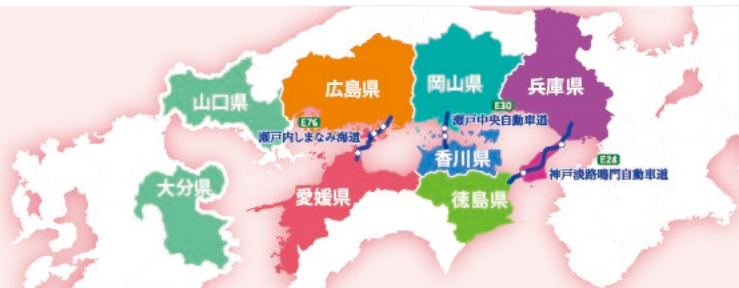 山口県
広島県
岡山県
兵庫県
E30
瀬戸中央自動車道
E76
瀬戸内しまなみ海道
香川県
E28
神戸淡路鳴門自動車道
大分県
愛媛県
徳島県